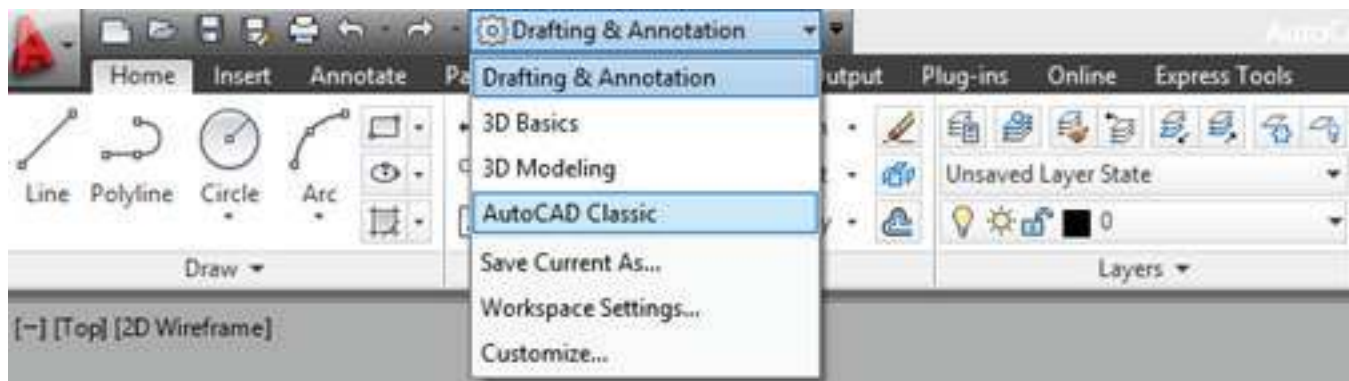 Drafting & Annotation
Home Insert Annotate Pa
utput Plug-ins Online Express Tools
Drafting & Annotation
3D Basics
3D Modeling
AutoCAD Classic
Save Current As...
Workspace Settings...
Customize...
Line Polyline Circle Arc
Draw
Unsaved Layer State
0
Layers
[-] [Top] [2D Wireframe]